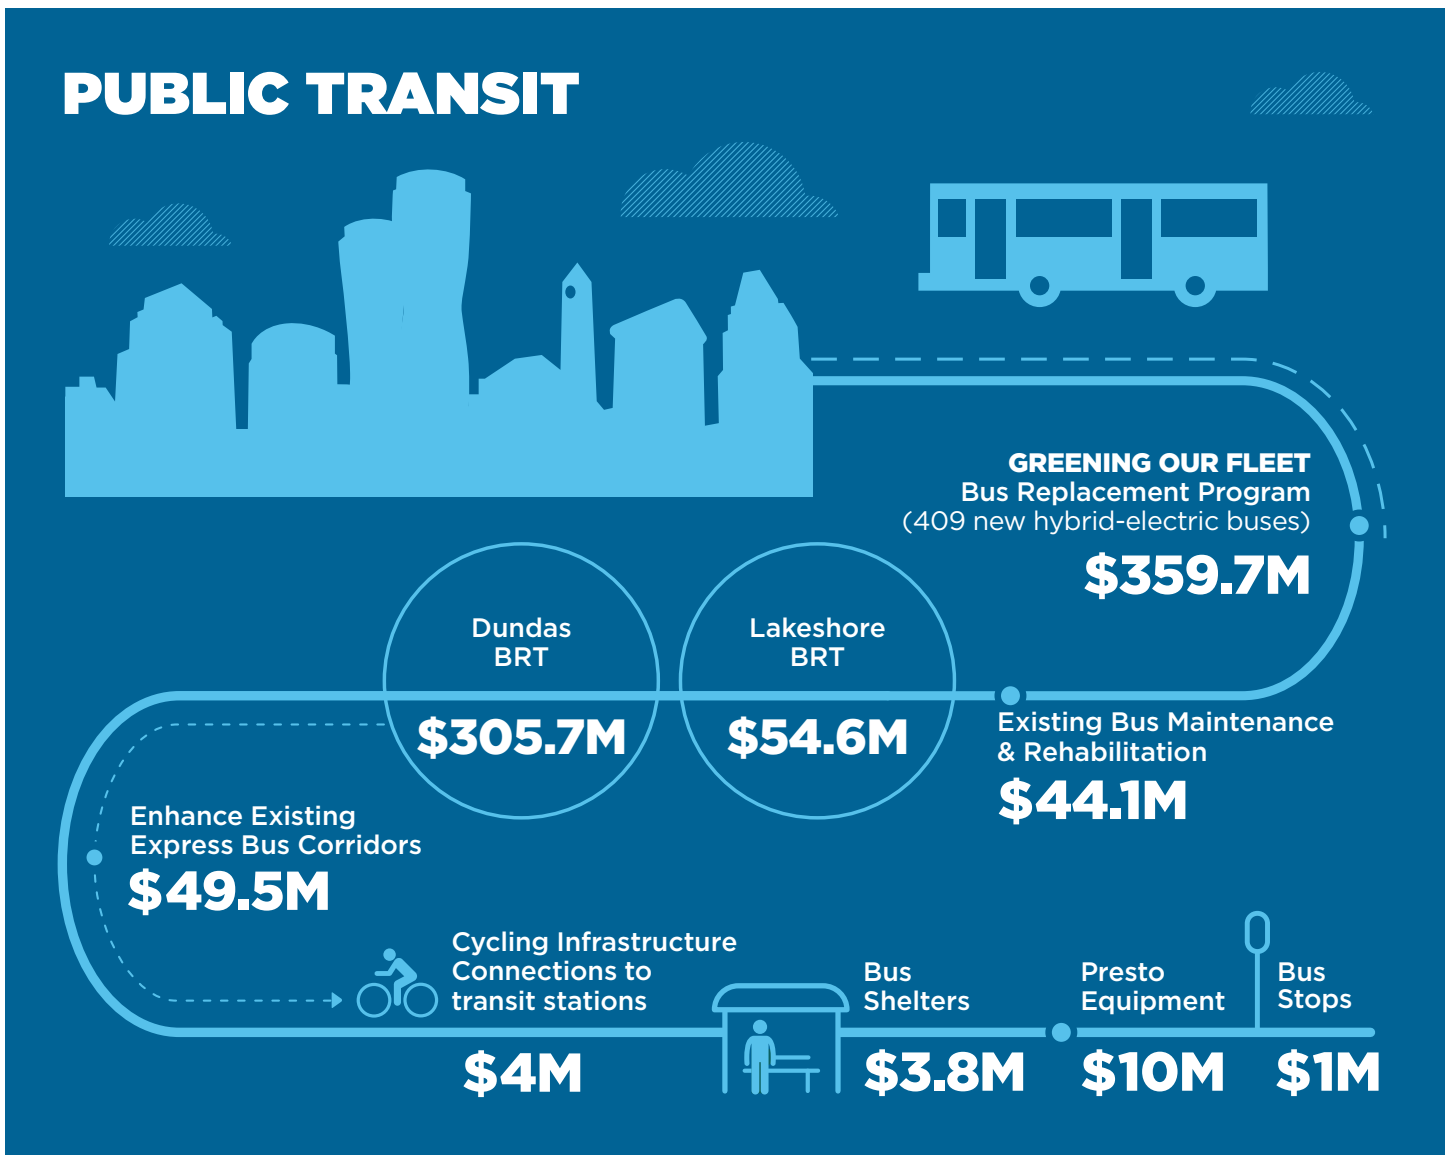 PUBLIC TRANSIT
GREENING OUR FLEET
Bus Replacement Program
(409 new hybrid-electric buses)
$359.7M
Dundas
BRT
$305.7M
Lakeshore
BRT
$54.6M
Existing Bus Maintenance
& Rehabilitation
$44.1M
Enhance Existing
Express Bus Corridors
$49.5M
Cycling Infrastructure
Connections to
transit stations
$4M
Bus
Shelters
$3.8M
Presto
Equipment
$10M
Bus
Stops
$1M